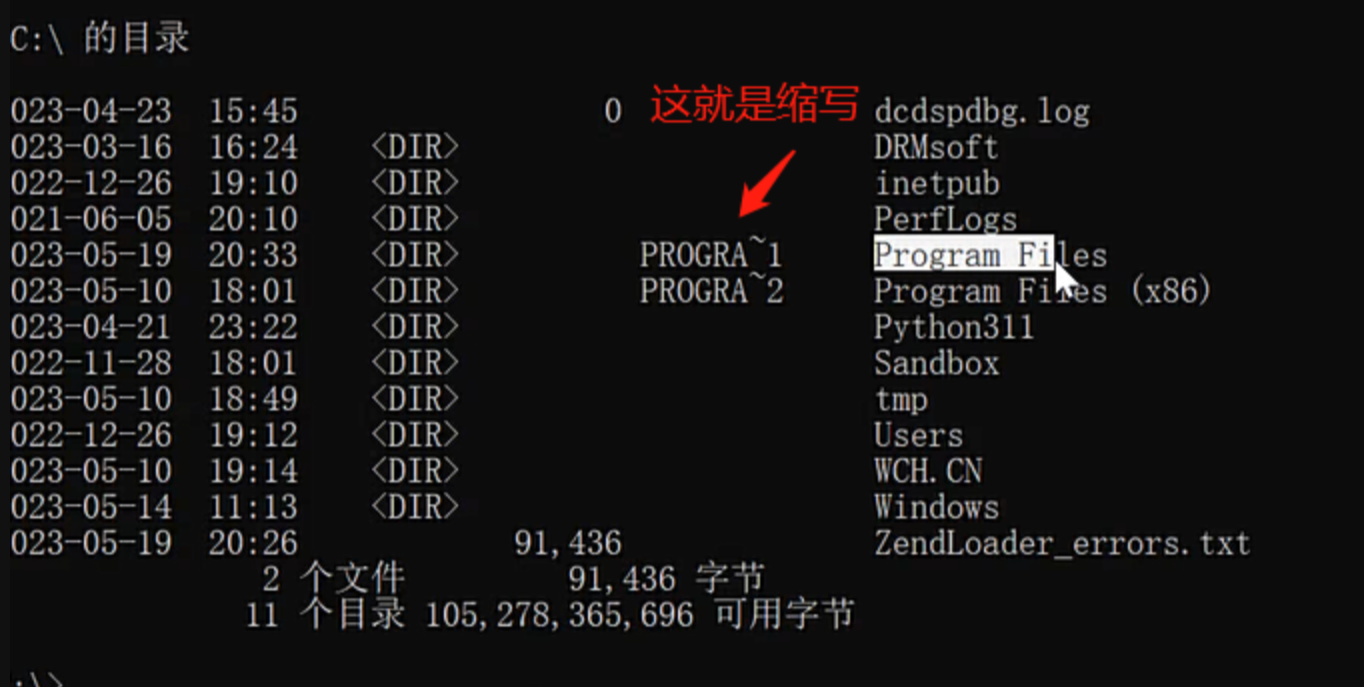 C:\ 的目录
023-04-23 15:45 0 这就是缩写 dcdspdbg.log
023-03-16 16:24 <DIR> DRMsoft
022-12-26 19:10 <DIR> inetpub
021-06-05 20:10 <DIR> PerfLogs
023-05-19 20:33 <DIR> PROGRA~1 Program Files
023-05-10 18:01 <DIR> PROGRA~2 Program Files (x86)
023-04-21 23:22 <DIR> Python311
022-11-28 18:01 <DIR> Sandbox
023-05-10 18:49 <DIR> tmp
022-12-26 19:12 <DIR> Users
023-05-10 19:14 <DIR> WCH.CN
023-05-14 11:13 <DIR> Windows
023-05-19 20:26 91,436 ZendLoader_errors.txt
2 个文件 91,436 字节
11 个目录 105,278,365,696 可用字节
:\>